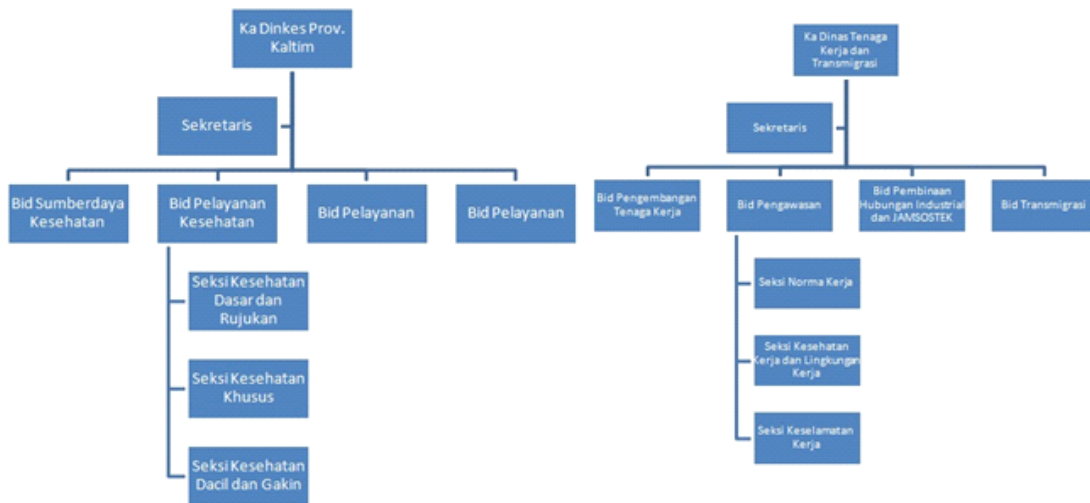 Ka Dinkes Prov.
Kaltim
Sekretaris
Bid Sumberdaya
Kesehatan
Bid Pelayanan
Kesehatan
Bid Pelayanan
Bid Pelayanan
Seksi Kesehatan
Dasar dan
Rujukan
Seksi Kesehatan
Khusus
Seksi Kesehatan
Dacil dan Gakin
Ka Dinas Tenaga
Kerja dan
Transmigrasi
Sekretaris
Bid Pengembangan
Tenaga Kerja
Bid Pengawasan
Bid Pembinaan
Hubungan Industrial
dan JAMSOSTEK
Bid Transmigrasi
Seksi Norma Kerja
Seksi Kesehatan
Kerja dan Lingkungan
Kerja
Seksi Keselamatan
Kerja